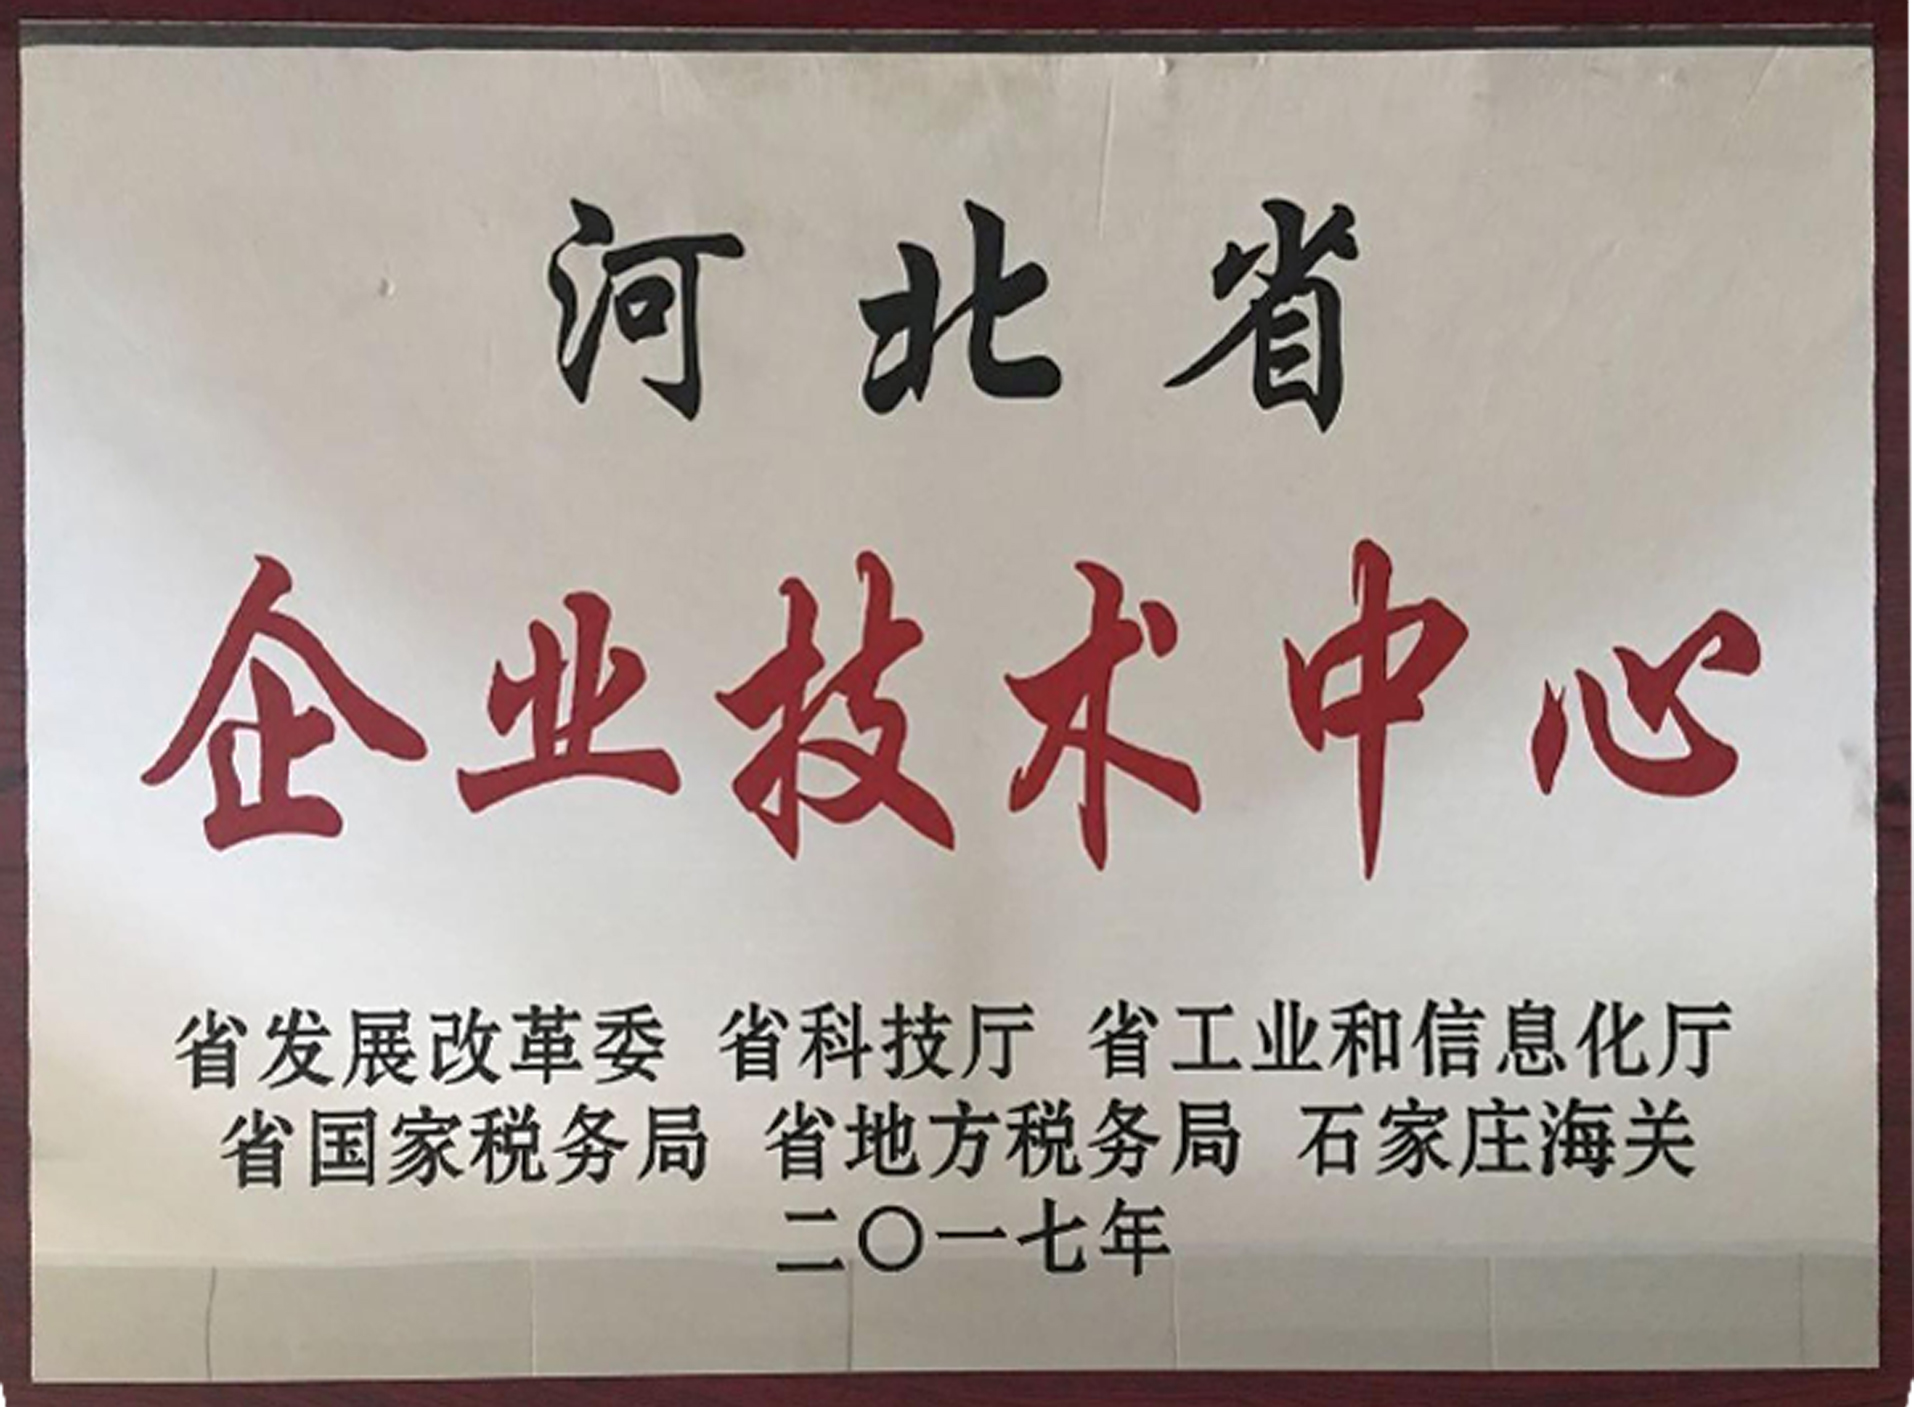 河北省
企业技术中心
省发展改革委 省科技厅 省工业和信息化厅
省国家税务局 省地方税务局 石家庄海关
二〇一七年